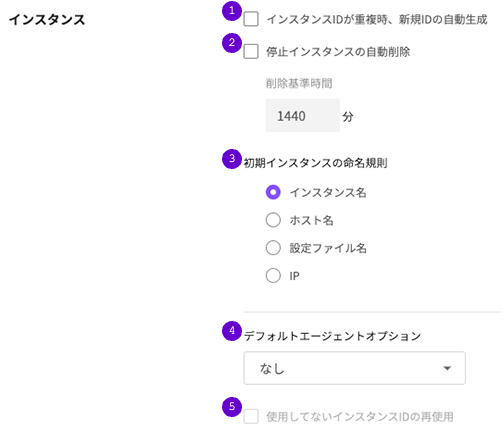 インスタンス
1 インスタンスIDが重複時、新規IDの自動生成
2 停止インスタンスの自動削除
削除基準時間
1440 分
3 初期インスタンスの命名規則
インスタンス名
ホスト名
設定ファイル名
IP
4 デフォルトエージェントオプション
なし
5 使用してないインスタンスIDの再使用